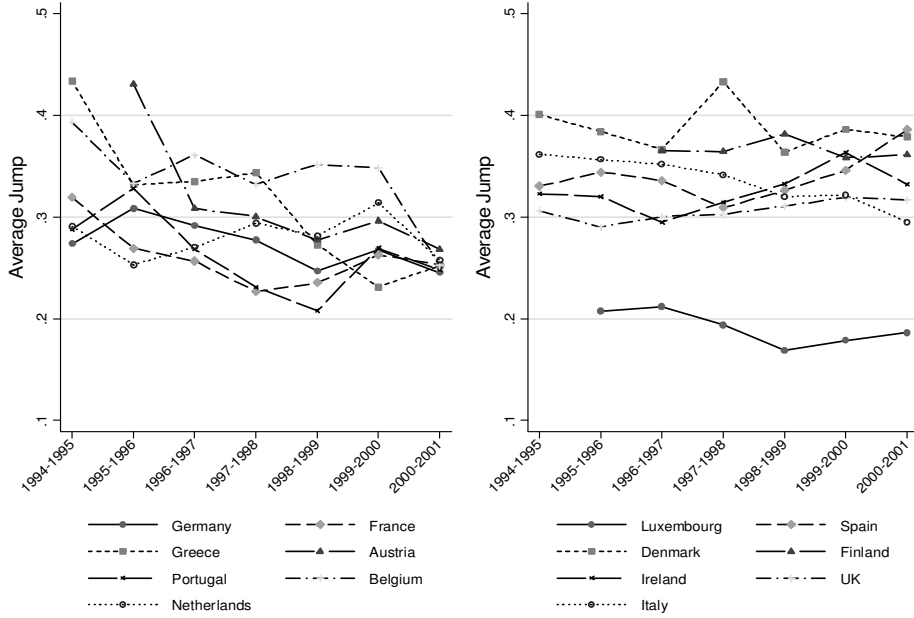 Average Jump
.5
.4
.3
.2
.1
1994-1995
1995-1996
1996-1997
1997-1998
1998-1999
1999-2000
2000-2001
Germany
France
Greece
Austria
Portugal
Belgium
Netherlands
Average Jump
.5
.4
.3
.2
.1
1994-1995
1995-1996
1996-1997
1997-1998
1998-1999
1999-2000
2000-2001
Luxembourg
Spain
Denmark
Finland
Ireland
UK
Italy